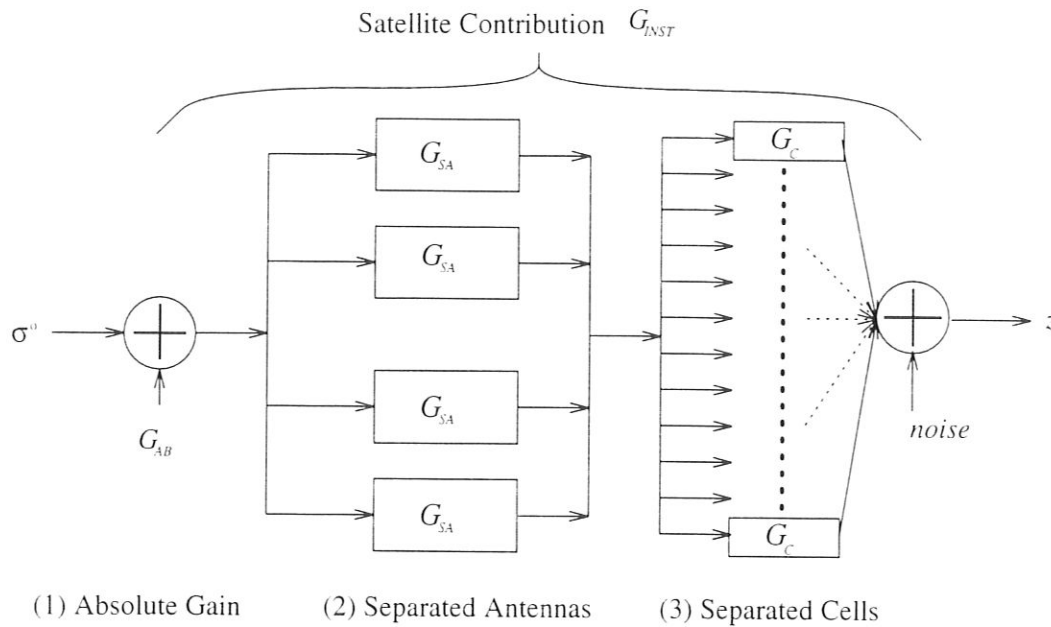 Satellite Contribution G_INST
G_SA
G_C
G_SA
σ°
G_AB
G_SA
noise
G_SA
G_C
(1) Absolute Gain (2) Separated Antennas (3) Separated Cells